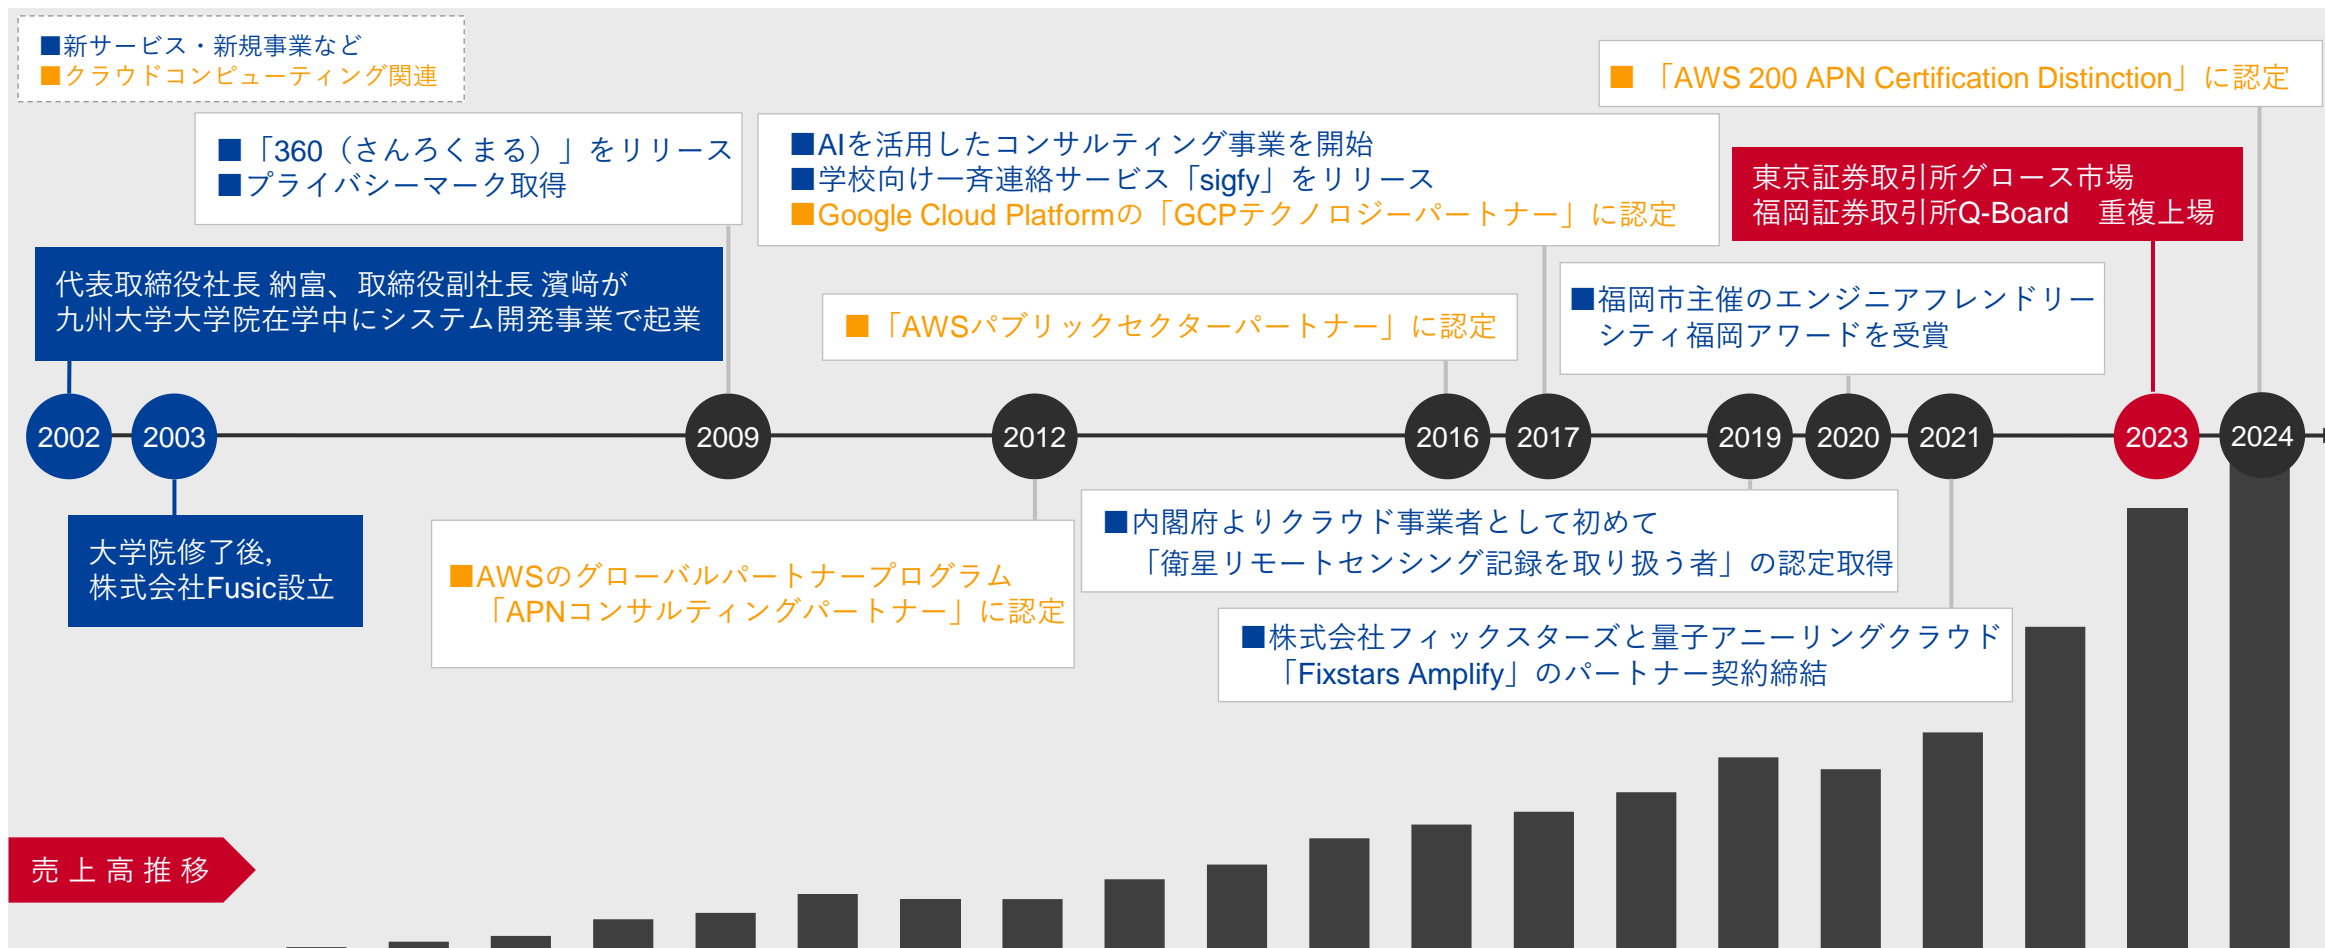 ■新サービス・新規事業など
■クラウドコンピューティング関連
■「360（さんろくまる）」をリリース
■プライバシーマーク取得
■AIを活用したコンサルティング事業を開始
■学校向け一斉連絡サービス「sigfy」をリリース
■Google Cloud Platformの「GCPテクノロジーパートナー」に認定
■ 「AWS 200 APN Certification Distinction」に認定
東京証券取引所グロース市場
福岡証券取引所Q-Board　重複上場
代表取締役社長 納富、取締役副社長 濱﨑が
九州大学大学院在学中にシステム開発事業で起業
■「AWSパブリックセクターパートナー」に認定
■福岡市主催のエンジニアフレンドリー
シティ福岡アワードを受賞
2002
2003
2009
2012
2016
2017
2019
2020
2021
2023
2024
大学院修了後,
株式会社Fusic設立
■AWSのグローバルパートナープログラム
「APNコンサルティングパートナー」に認定
■内閣府よりクラウド事業者として初めて
「衛星リモートセンシング記録を取り扱う者」の認定取得
■株式会社フィックスターズと量子アニーリングクラウド
「Fixstars Amplify」のパートナー契約締結
売上高推移